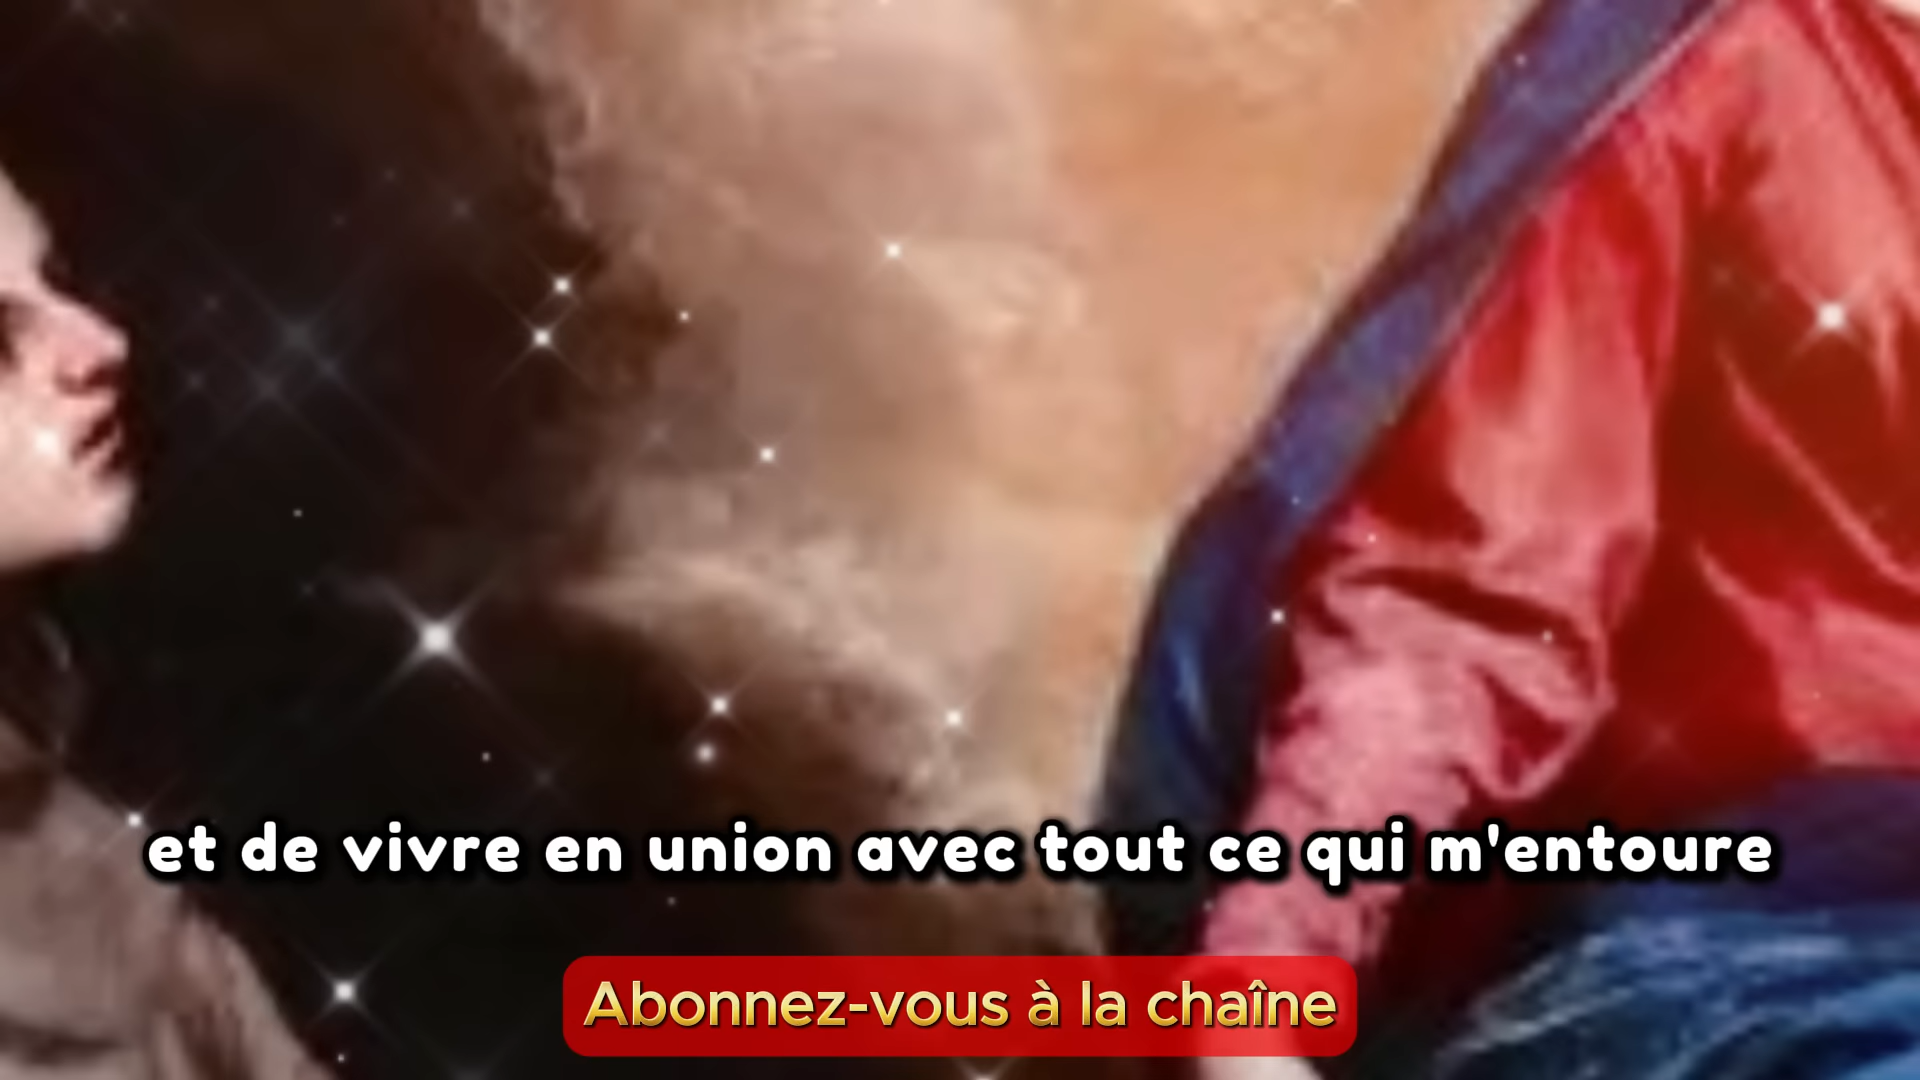 et de vivre en union avec tout ce qui m'entoure
Abonnez-vous à la chaîne